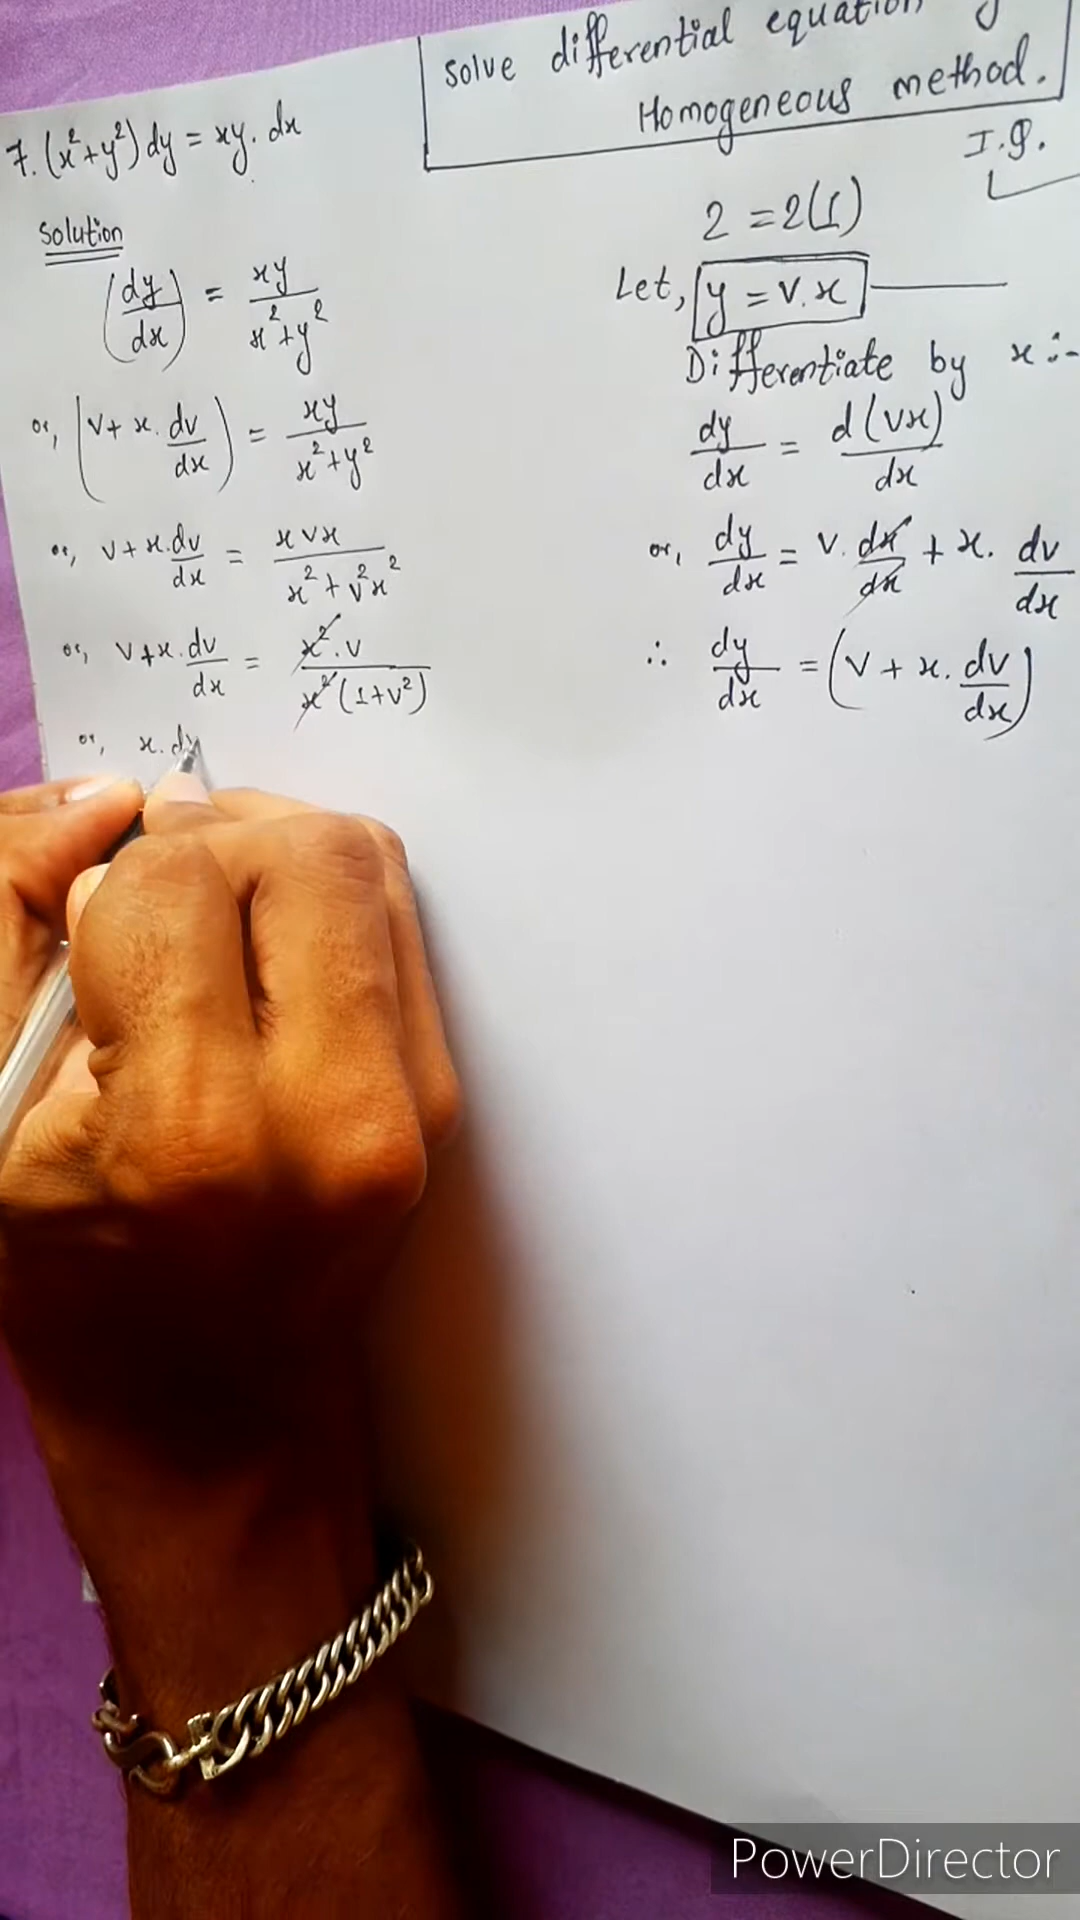 solve differential equation
Homogeneous method.
7. (x²+y²) dy = xy. dx
I.g.
Solution
(dy/dx) = xy/x²+y²
or, (v+ x. dv/dx) = xy/x²+y²
or, v+x.dv/dx = x vx/x²+v²x²
or, v+x.dv/dx = x².v/x²(1+v²)
or, x.dv
2 = 2(1)
Let, y = v.x
Differentiate by x :-
dy/dx = d(vx)/dx
or, dy/dx = v. dx/dx + x. dv/dx
∴ dy/dx = (v + x. dv/dx)
PowerDirector